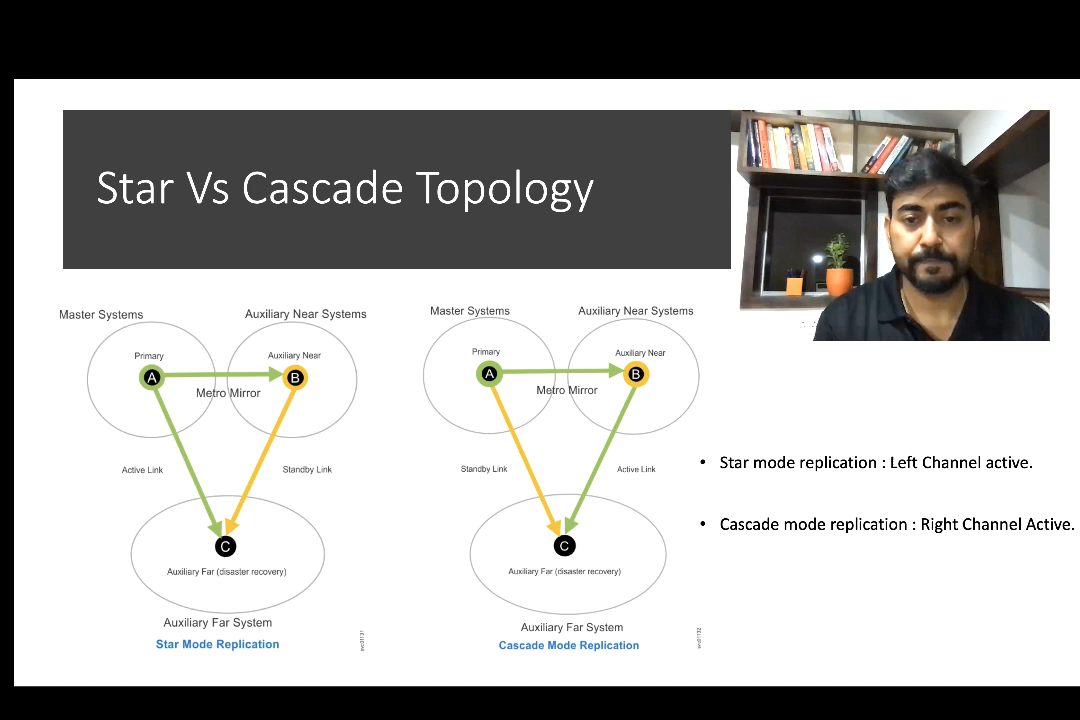 Star Vs Cascade Topology
Master Systems
Auxiliary Near Systems
Primary
Auxiliary Near
A
B
Metro Mirror
Active Link
Standby Link
C
Auxiliary Far (disaster recovery)
Auxiliary Far System
Star Mode Replication
Master Systems
Auxiliary Near Systems
Primary
Auxiliary Near
A
B
Metro Mirror
Standby Link
Active Link
C
Auxiliary Far (disaster recovery)
Auxiliary Far System
Cascade Mode Replication
• Star mode replication : Left Channel active.
• Cascade mode replication : Right Channel Active.